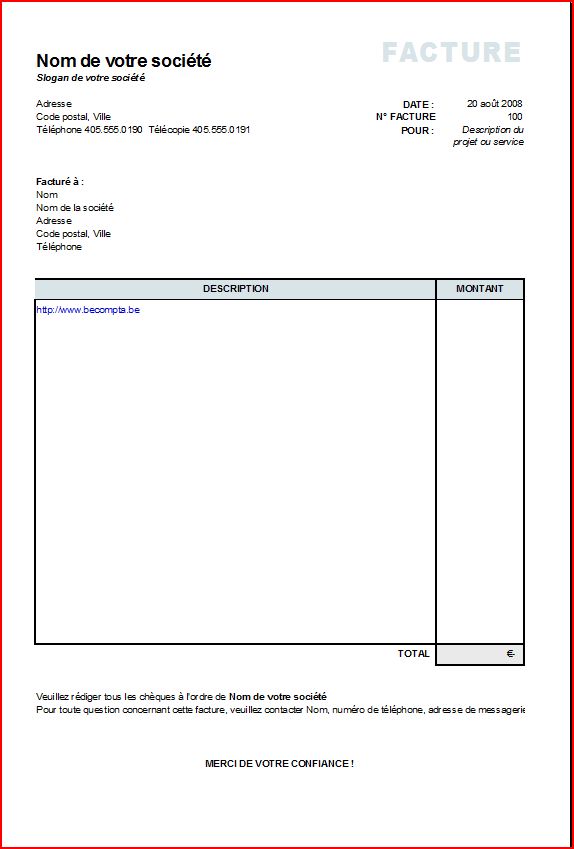 FACTURE
Nom de votre société
Slogan de votre société
Adresse
DATE : 20 août 2008
Code postal, Ville
N° FACTURE 100
Téléphone 405.555.0190 Télécopie 405.555.0191
POUR : Description du
projet ou service
Facturé à :
Nom
Nom de la société
Adresse
Code postal, Ville
Téléphone
DESCRIPTION MONTANT
http://www.becompta.be
TOTAL €-
Veuillez rédiger tous les chèques à l'ordre de Nom de votre société
Pour toute question concernant cette facture, veuillez contacter Nom, numéro de téléphone, adresse de messagerie
MERCI DE VOTRE CONFIANCE !